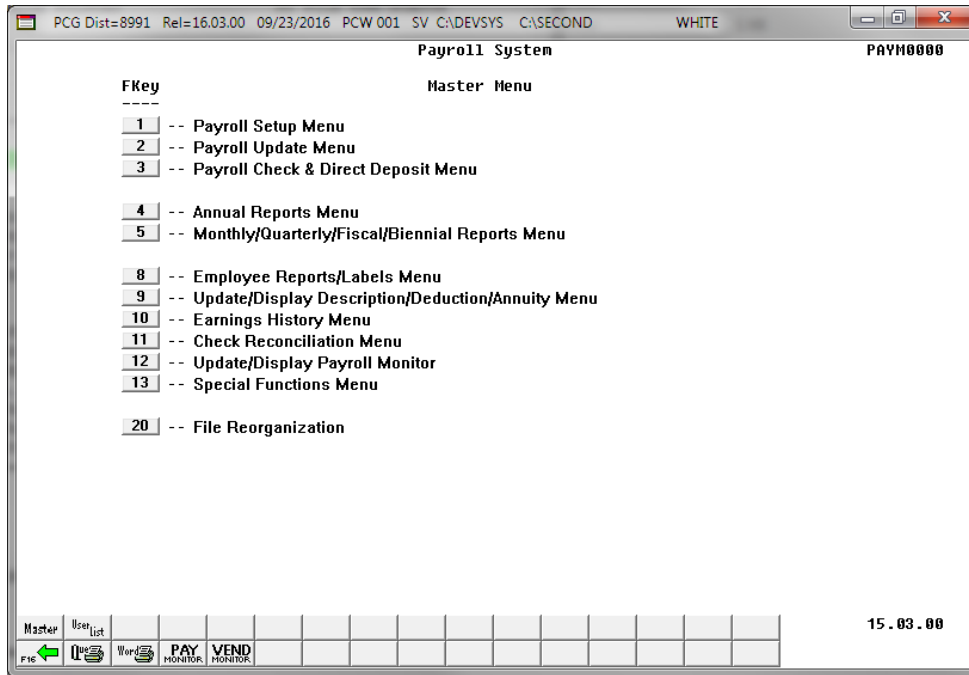 PCG Dist=8991 Rel=16.03.00 09/23/2016 PCW 001 SV C:\DEVSYS C:\SECOND WHITE
Payroll System PAYM0000
FKey Master Menu
----
1 -- Payroll Setup Menu
2 -- Payroll Update Menu
3 -- Payroll Check & Direct Deposit Menu
4 -- Annual Reports Menu
5 -- Monthly/Quarterly/Fiscal/Biennial Reports Menu
8 -- Employee Reports/Labels Menu
9 -- Update/Display Description/Deduction/Annuity Menu
10 -- Earnings History Menu
11 -- Check Reconciliation Menu
12 -- Update/Display Payroll Monitor
13 -- Special Functions Menu
20 -- File Reorganization
Master User List 15.03.00
F16 Que Word PAY MONITOR VEND MONITOR